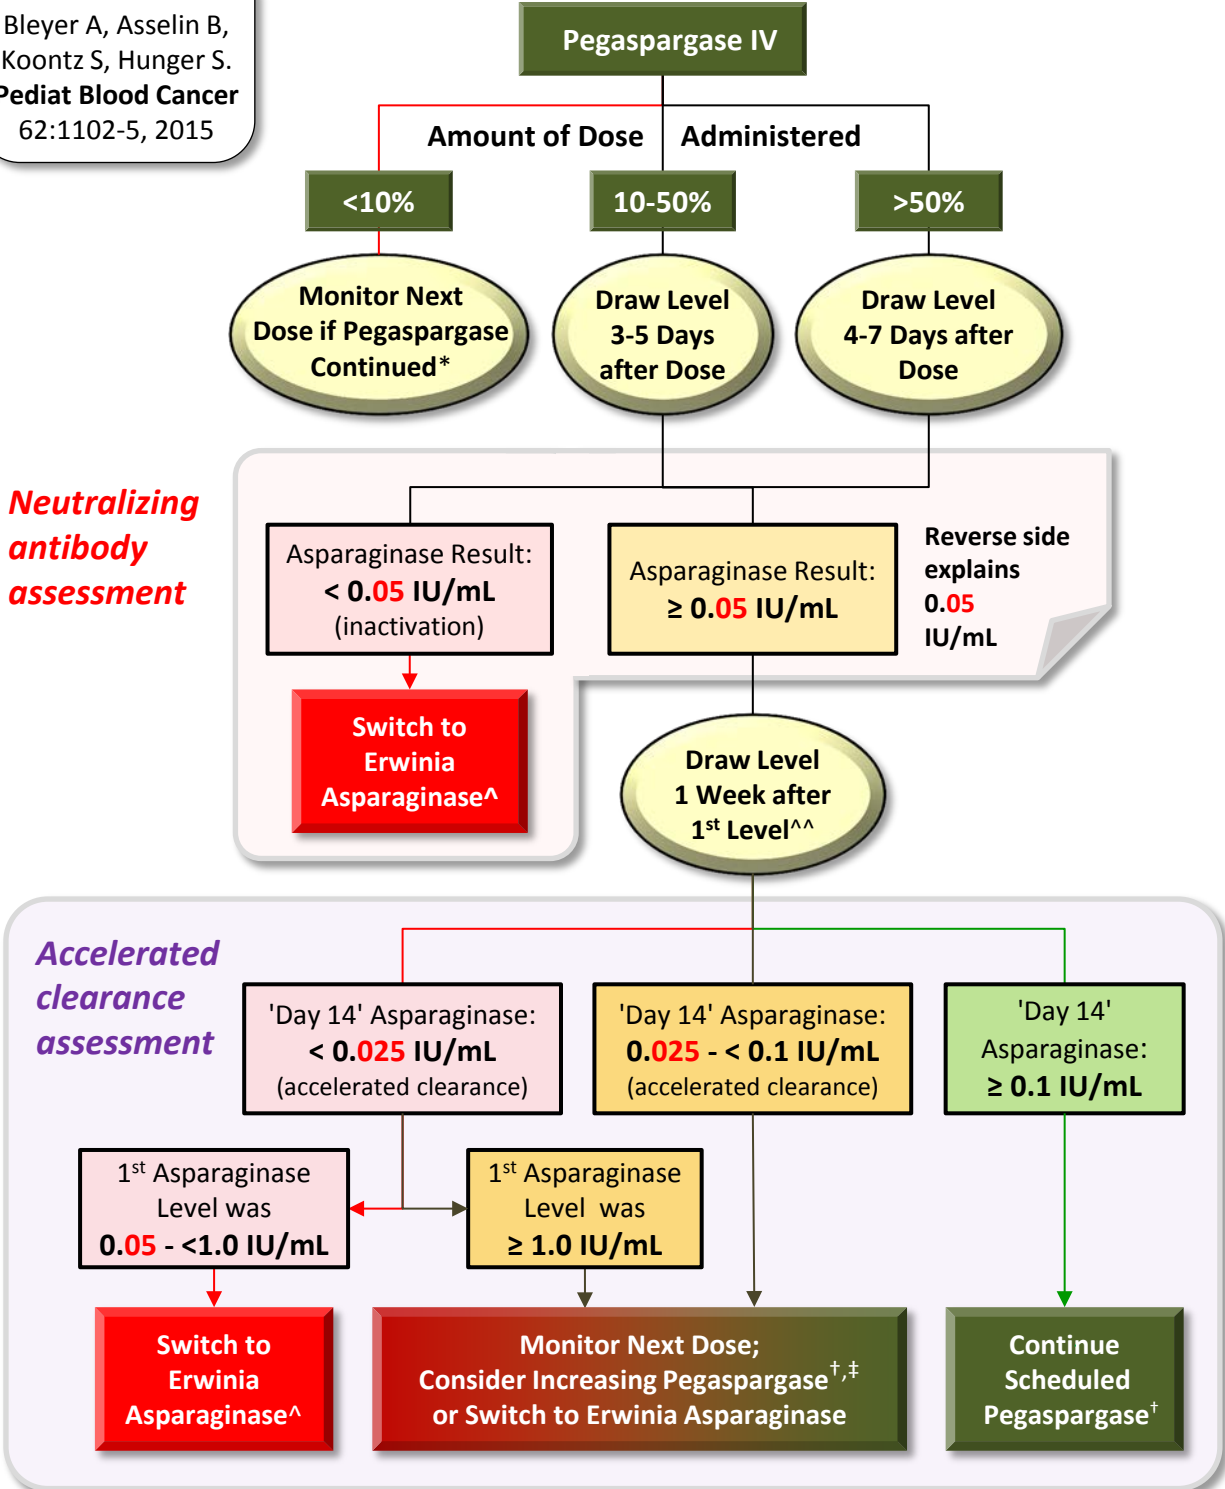 Bleyer A, Asselin B,
Koontz S, Hunger S.
Pediat Blood Cancer
62:1102-5, 2015
Pegaspargase IV
Amount of Dose Administered
<10%
10-50%
>50%
Monitor Next
Dose if Pegaspargase
Continued*
Draw Level
3-5 Days
after Dose
Draw Level
4-7 Days after
Dose
Neutralizing
antibody
assessment
Asparaginase Result:
< 0.05 IU/mL
(inactivation)
Asparaginase Result:
≥ 0.05 IU/mL
Reverse side
explains
0.05
IU/mL
Switch to
Erwinia
Asparaginase^
Draw Level
1 Week after
1st Level^^
Accelerated
clearance
assessment
'Day 14' Asparaginase:
< 0.025 IU/mL
(accelerated clearance)
'Day 14' Asparaginase:
0.025 - < 0.1 IU/mL
(accelerated clearance)
'Day 14'
Asparaginase:
≥ 0.1 IU/mL
1st Asparaginase
Level was
0.05 - <1.0 IU/mL
1st Asparaginase
Level was
≥ 1.0 IU/mL
Switch to
Erwinia
Asparaginase^
Monitor Next Dose;
Consider Increasing Pegaspargase†,‡
or Switch to Erwinia Asparaginase
Continue
Scheduled
Pegaspargase†